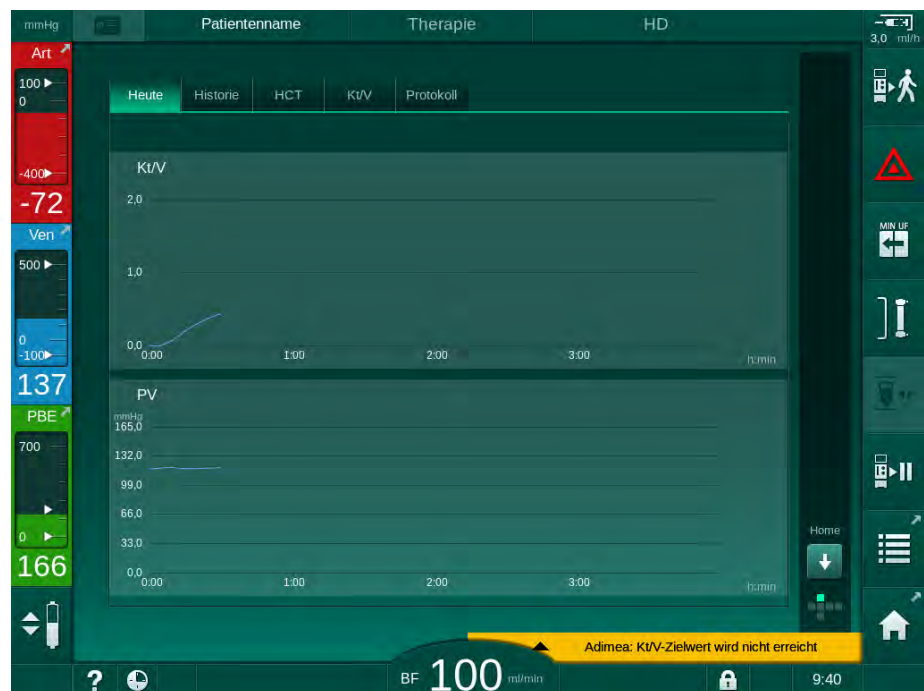 mmHg Patientenname Therapie HD
3,0 ml/h
Art
100
0
-400
-72
Ven
500
0
-100
137
PBE
700
0
166
Heute Historie HCT Kt/V Protokoll
Kt/V
2,0
1,0
0,0
0:00 1:00 2:00 3:00 h:min
PV
mmHg
165,0
132,0
99,0
66,0
33,0
0,0
0:00 1:00 2:00 3:00 h:min
MIN UF
Home
Adimea: Kt/V-Zielwert wird nicht erreicht
? BF 100 ml/min 9:40